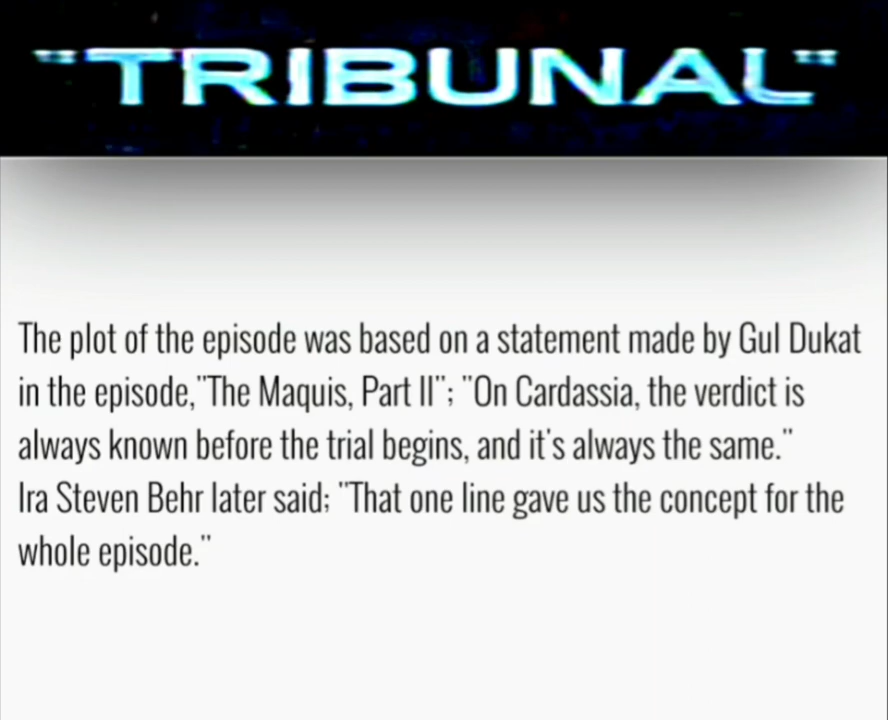 "TRIBUNAL"
The plot of the episode was based on a statement made by Gul Dukat
in the episode,"The Maquis, Part II"; "On Cardassia, the verdict is
always known before the trial begins, and it's always the same."
Ira Steven Behr later said; "That one line gave us the concept for the
whole episode."